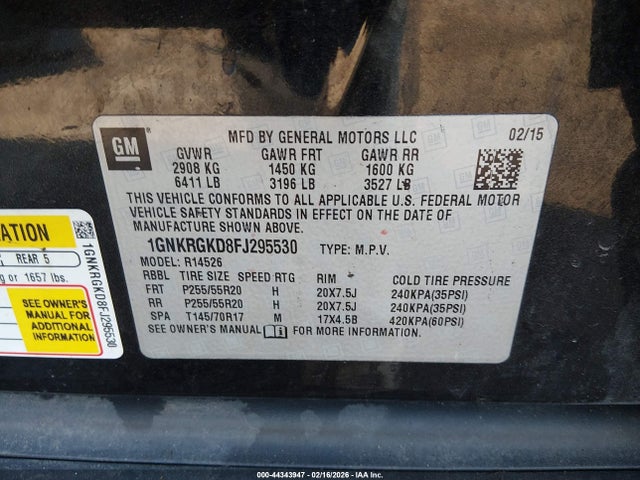 GM
MFD BY GENERAL MOTORS LLC 02/15
GVWR GAWR FRT GAWR RR
2908 KG 1450 KG 1600 KG
6411 LB 3196 LB 3527 LB
THIS VEHICLE CONFORMS TO ALL APPLICABLE U.S. FEDERAL MOTOR
VEHICLE SAFETY STANDARDS IN EFFECT ON THE DATE OF
MANUFACTURE SHOWN ABOVE.
1GNKRGKD8FJ295530 TYPE: M.P.V.
MODEL: R14526
RBBL TIRE SIZE SPEED RTG RIM COLD TIRE PRESSURE
FRT P255/55R20 H 20X7.5J 240KPA(35PSI)
RR P255/55R20 H 20X7.5J 240KPA(35PSI)
SPA T145/70R17 M 17X4.5B 420KPA(60PSI)
SEE OWNER'S MANUAL FOR MORE INFORMATION.
REAR 5
or 1657 lbs.
SEE OWNER'S
MANUAL FOR
ADDITIONAL
INFORMATION
1GNKRGKD8FJ295530
000-44343947 - 02/16/2026 - IAA Inc.